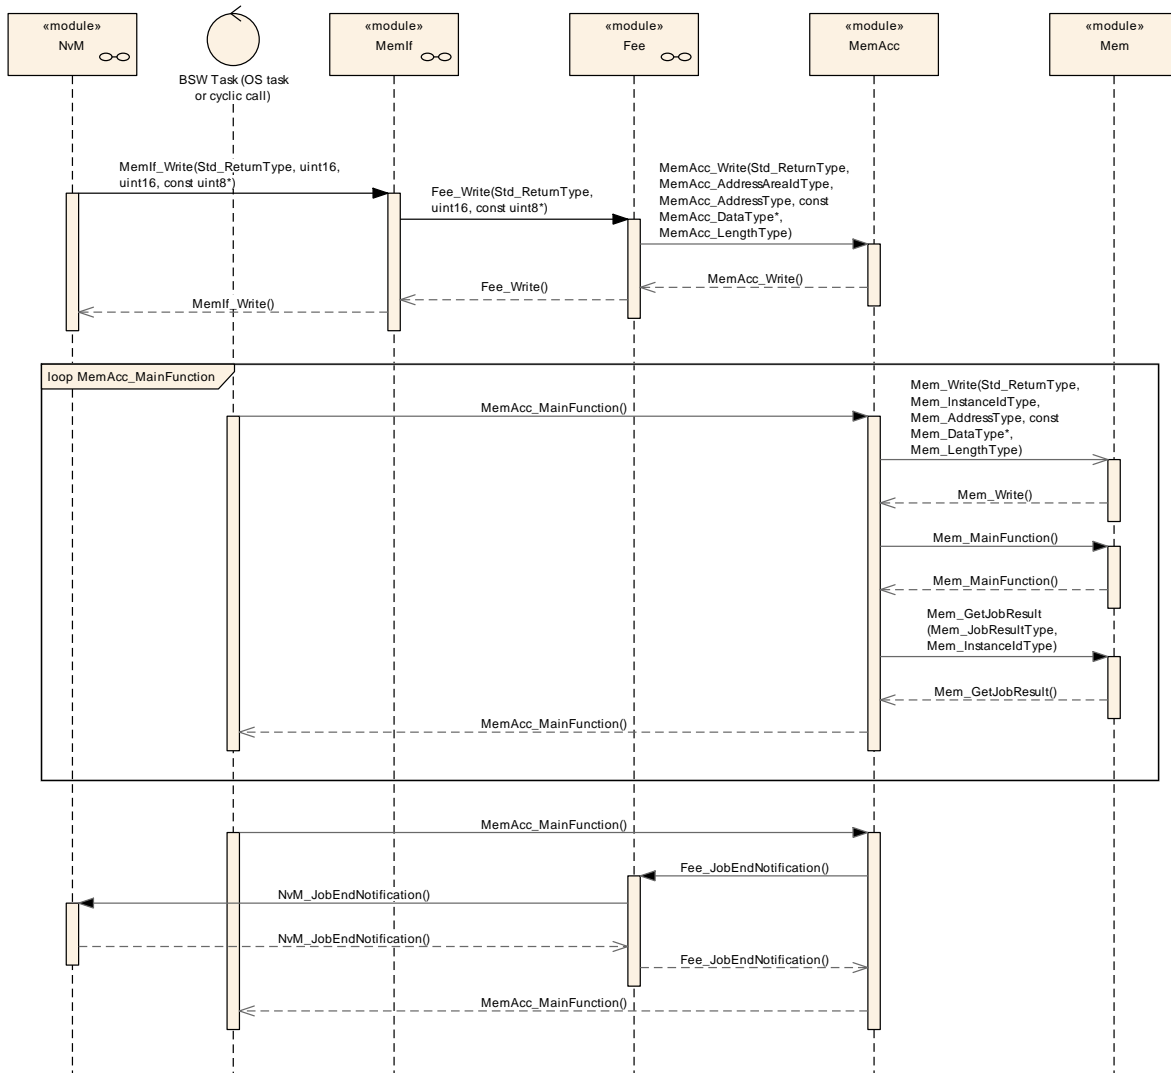 «module»
NvM
BSW Task (OS task
or cyclic call)
«module»
MemIf
«module»
Fee
«module»
MemAcc
«module»
Mem
MemIf_Write(Std_ReturnType, uint16,
uint16, const uint8*)
Fee_Write(Std_ReturnType,
uint16, const uint8*)
MemAcc_Write(Std_ReturnType,
MemAcc_AddressAreaIdType,
MemAcc_AddressType, const
MemAcc_DataType*,
MemAcc_LengthType)
MemAcc_Write()
Fee_Write()
MemIf_Write()
loop MemAcc_MainFunction
MemAcc_MainFunction()
Mem_Write(Std_ReturnType,
Mem_InstanceIdType,
Mem_AddressType, const
Mem_DataType*,
Mem_LengthType)
Mem_Write()
Mem_MainFunction()
Mem_MainFunction()
Mem_GetJobResult
(Mem_JobResultType,
Mem_InstanceIdType)
Mem_GetJobResult()
MemAcc_MainFunction()
MemAcc_MainFunction()
Fee_JobEndNotification()
NvM_JobEndNotification()
NvM_JobEndNotification()
Fee_JobEndNotification()
MemAcc_MainFunction()